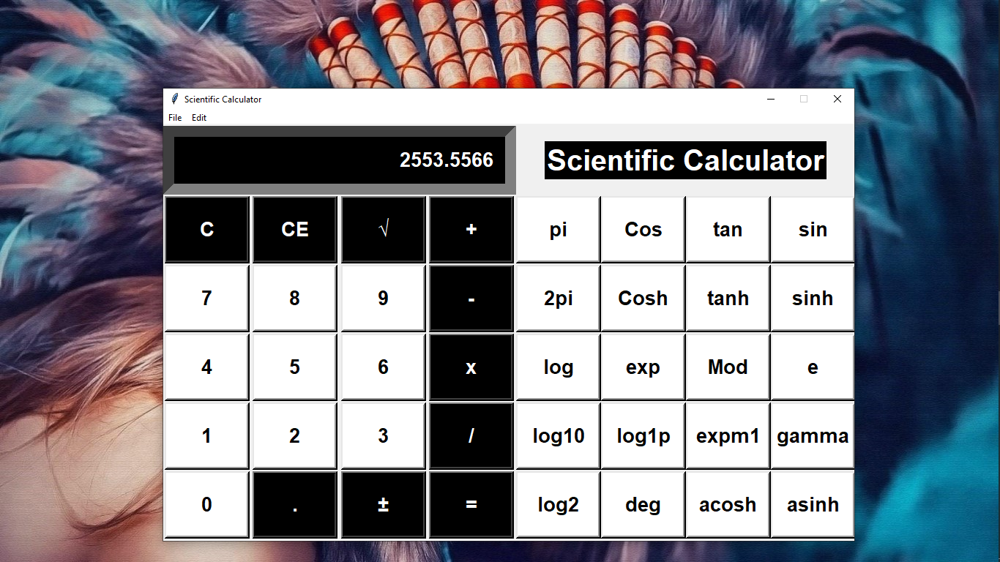 Scientific Calculator
File Edit
2553.5566
Scientific Calculator
C CE √ + pi Cos tan sin
7 8 9 - 2pi Cosh tanh sinh
4 5 6 x log exp Mod e
1 2 3 / log10 log1p expm1 gamma
0 . ± = log2 deg acosh asinh